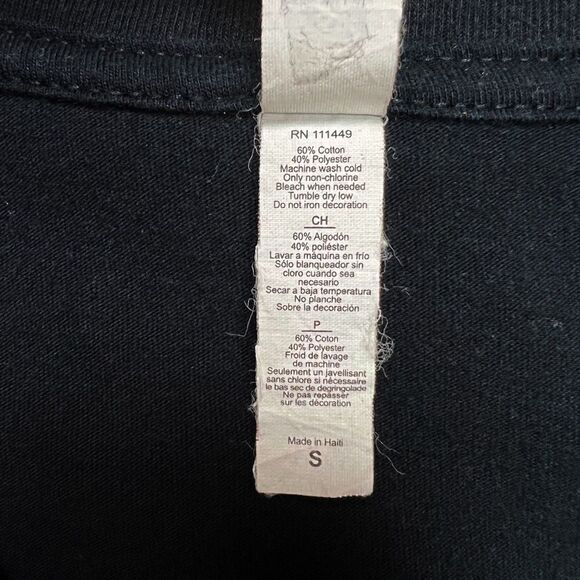 RN 111449
60% Cotton
40% Polyester
Machine wash cold
Only non-chlorine
Bleach when needed
Tumble dry low
Do not iron decoration
CH
60% Algodón
40% poliéster
Lavar a máquina en frío
Sólo blanqueador sin
cloro cuando sea
necesario
Secar a baja temperatura
No planche
Sobre la decoración
P
60% Coton
40% Polyester
Froid de lavage
de machine
Seulement un javellisant
sans chlore si nécessaire
le bas sec de degringolade
Ne pas repasser
sur les décoration
Made in Haiti
S